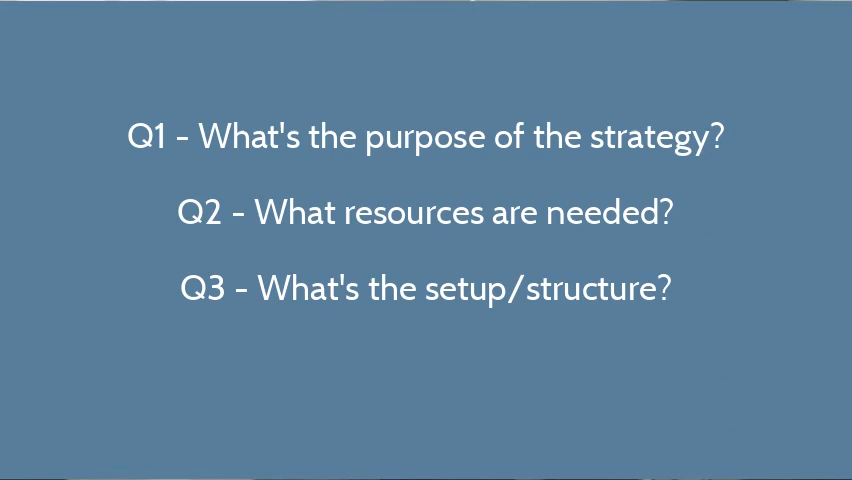 Q1 - What's the purpose of the strategy?
Q2 - What resources are needed?
Q3 - What's the setup/structure?